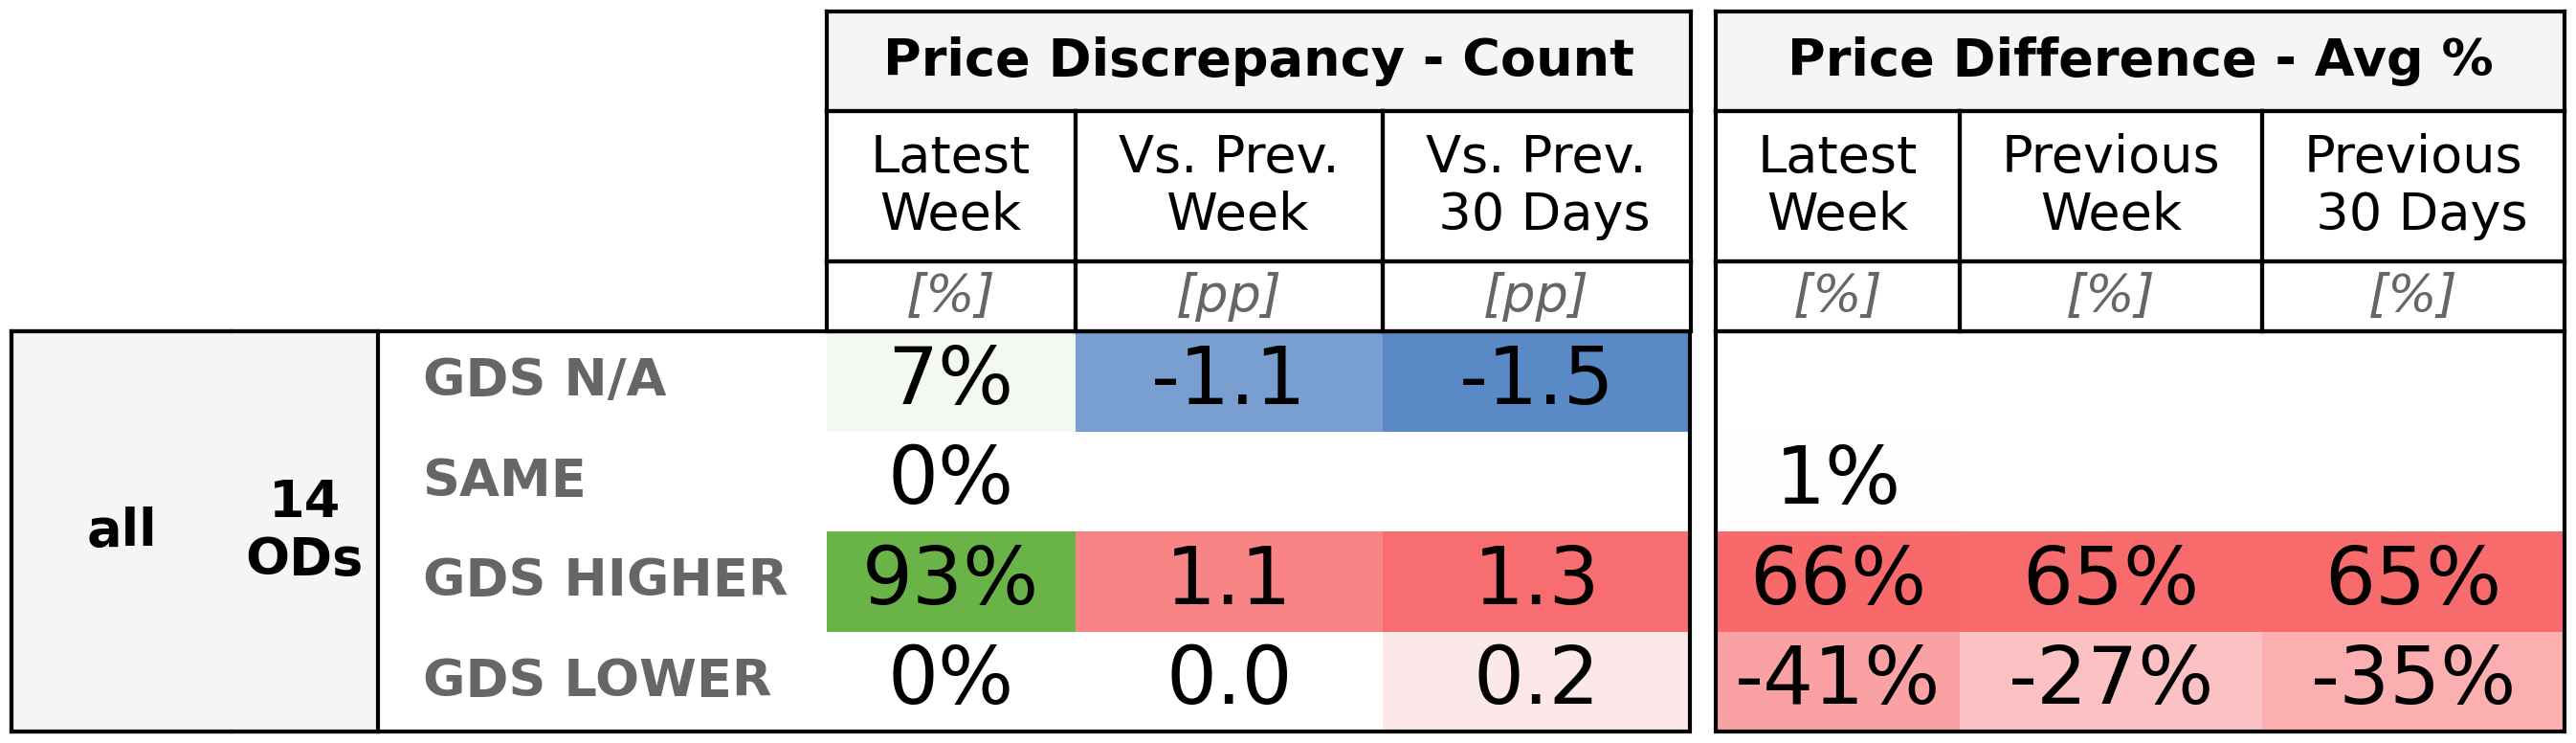 Price Discrepancy - Count Price Difference - Avg %
Latest Week Vs. Prev. Week Vs. Prev. 30 Days Latest Week Previous Week Previous 30 Days
[%] [pp] [pp] [%] [%] [%]
all 14 ODs
GDS N/A 7% -1.1 -1.5
SAME 0% 1%
GDS HIGHER 93% 1.1 1.3 66% 65% 65%
GDS LOWER 0% 0.0 0.2 -41% -27% -35%